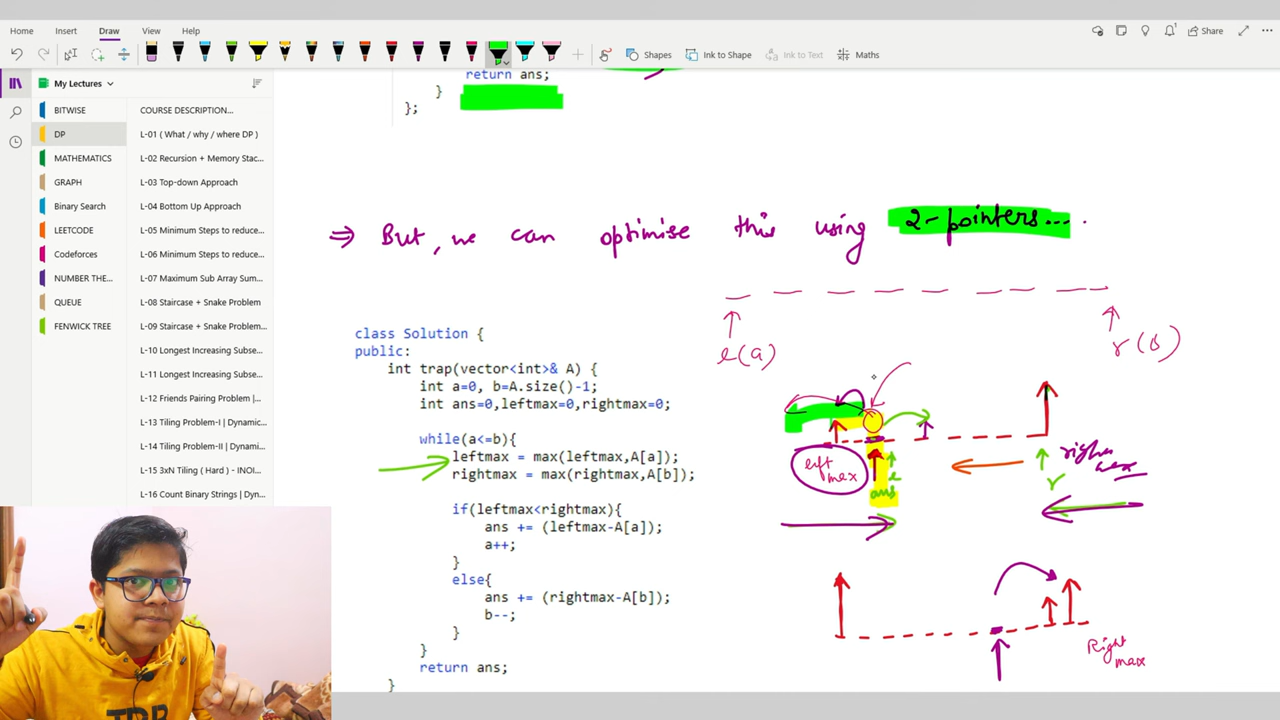 Home Insert Draw View Help
Share
Shapes Ink to Shape Ink to Text Maths
My Lectures
BITWISE
DP
MATHEMATICS
GRAPH
Binary Search
LEETCODE
Codeforces
NUMBER THE...
QUEUE
FENWICK TREE
COURSE DESCRIPTION...
L-01 ( What / why / where DP )
L-02 Recursion + Memory Stac...
L-03 Top-down Approach
L-04 Bottom Up Approach
L-05 Minimum Steps to reduce...
L-06 Minimum Steps to reduce...
L-07 Maximum Sub Array Sum...
L-08 Staircase + Snake Problem
L-09 Staircase + Snake Problem...
L-10 Longest Increasing Subse...
L-11 Longest Increasing Subse...
L-12 Friends Pairing Problem |...
L-13 Tiling Problem-I | Dynamic...
L-14 Tiling Problem-II | Dynami...
L-15 3xN Tiling ( Hard ) - INOI...
L-16 Count Binary Strings | Dyn...
return ans;
}
};
⇒ But, we can optimise this using 2-pointers....
l(a)
r(b)
class Solution {
public:
int trap(vector<int>& A) {
int a=0, b=A.size()-1;
int ans=0,leftmax=0,rightmax=0;
while(a<=b){
leftmax = max(leftmax,A[a]);
rightmax = max(rightmax,A[b]);
if(leftmax<rightmax){
ans += (leftmax-A[a]);
a++;
}
else{
ans += (rightmax-A[b]);
b--;
}
}
return ans;
}
left max
l
ans
r
right max
Right max